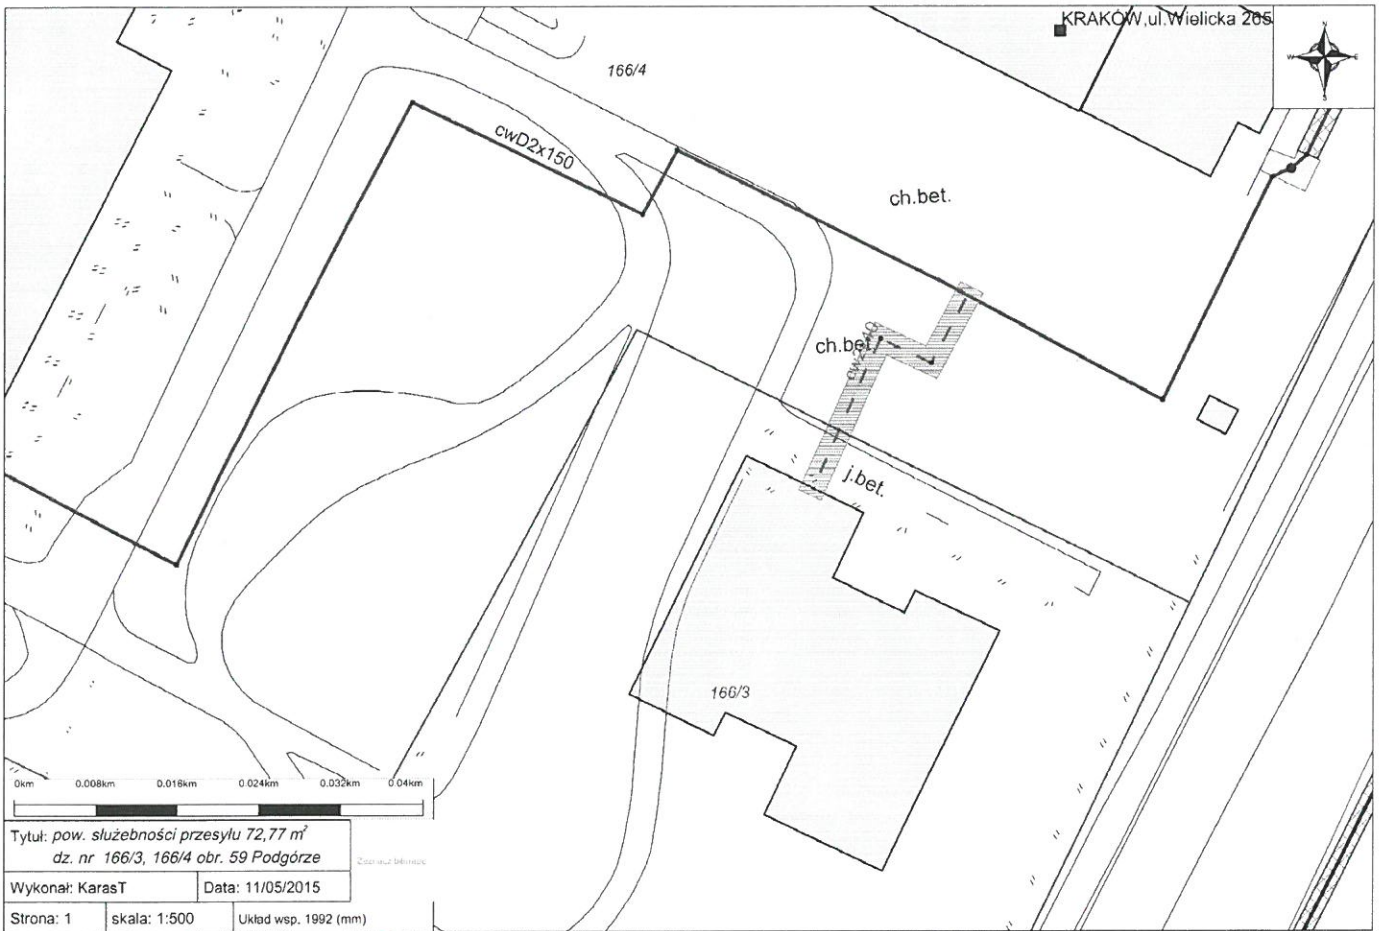 KRAKÓW,ul.Wielicka 265
N
W E
S
166/4
cwD2x150
ch.bet.
ch.bet.
j.bet.
166/3
0km 0.008km 0.016km 0.024km 0.032km 0.04km
Tytuł: pow. służebności przesyłu 72,77 m²
dz. nr 166/3, 166/4 obr. 59 Podgórze
Wykonał: KarasT Data: 11/05/2015
Strona: 1 skala: 1:500 Układ wsp. 1992 (mm)